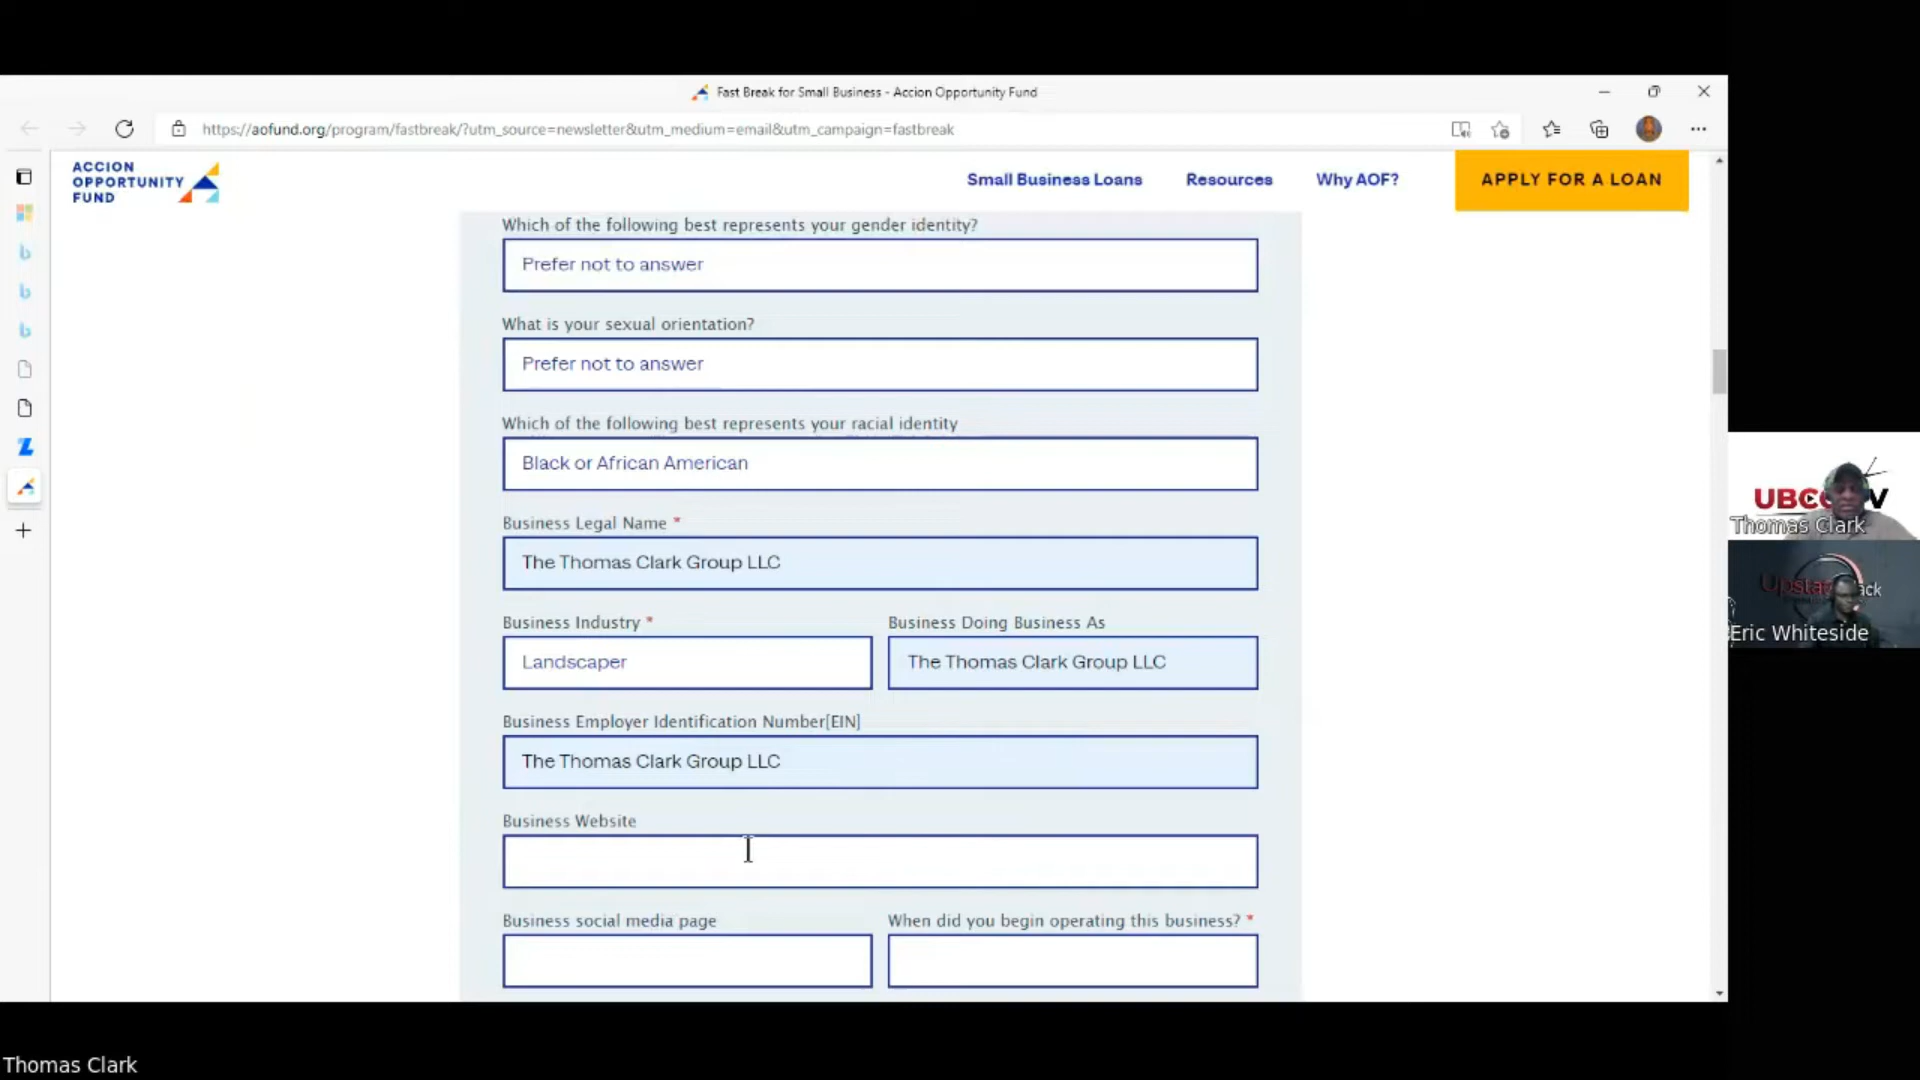 Fast Break for Small Business - Accion Opportunity Fund
https://aofund.org/program/fastbreak/?utm_source=newsletter&utm_medium=email&utm_campaign=fastbreak
ACCION
OPPORTUNITY
FUND
Small Business Loans
Resources
Why AOF?
APPLY FOR A LOAN
Which of the following best represents your gender identity?
Prefer not to answer
What is your sexual orientation?
Prefer not to answer
Which of the following best represents your racial identity
Black or African American
Business Legal Name *
The Thomas Clark Group LLC
Business Industry *
Business Doing Business As
Landscaper
The Thomas Clark Group LLC
Business Employer Identification Number[EIN]
The Thomas Clark Group LLC
Business Website
Business social media page
When did you begin operating this business? *
Thomas Clark
Eric Whiteside
Thomas Clark